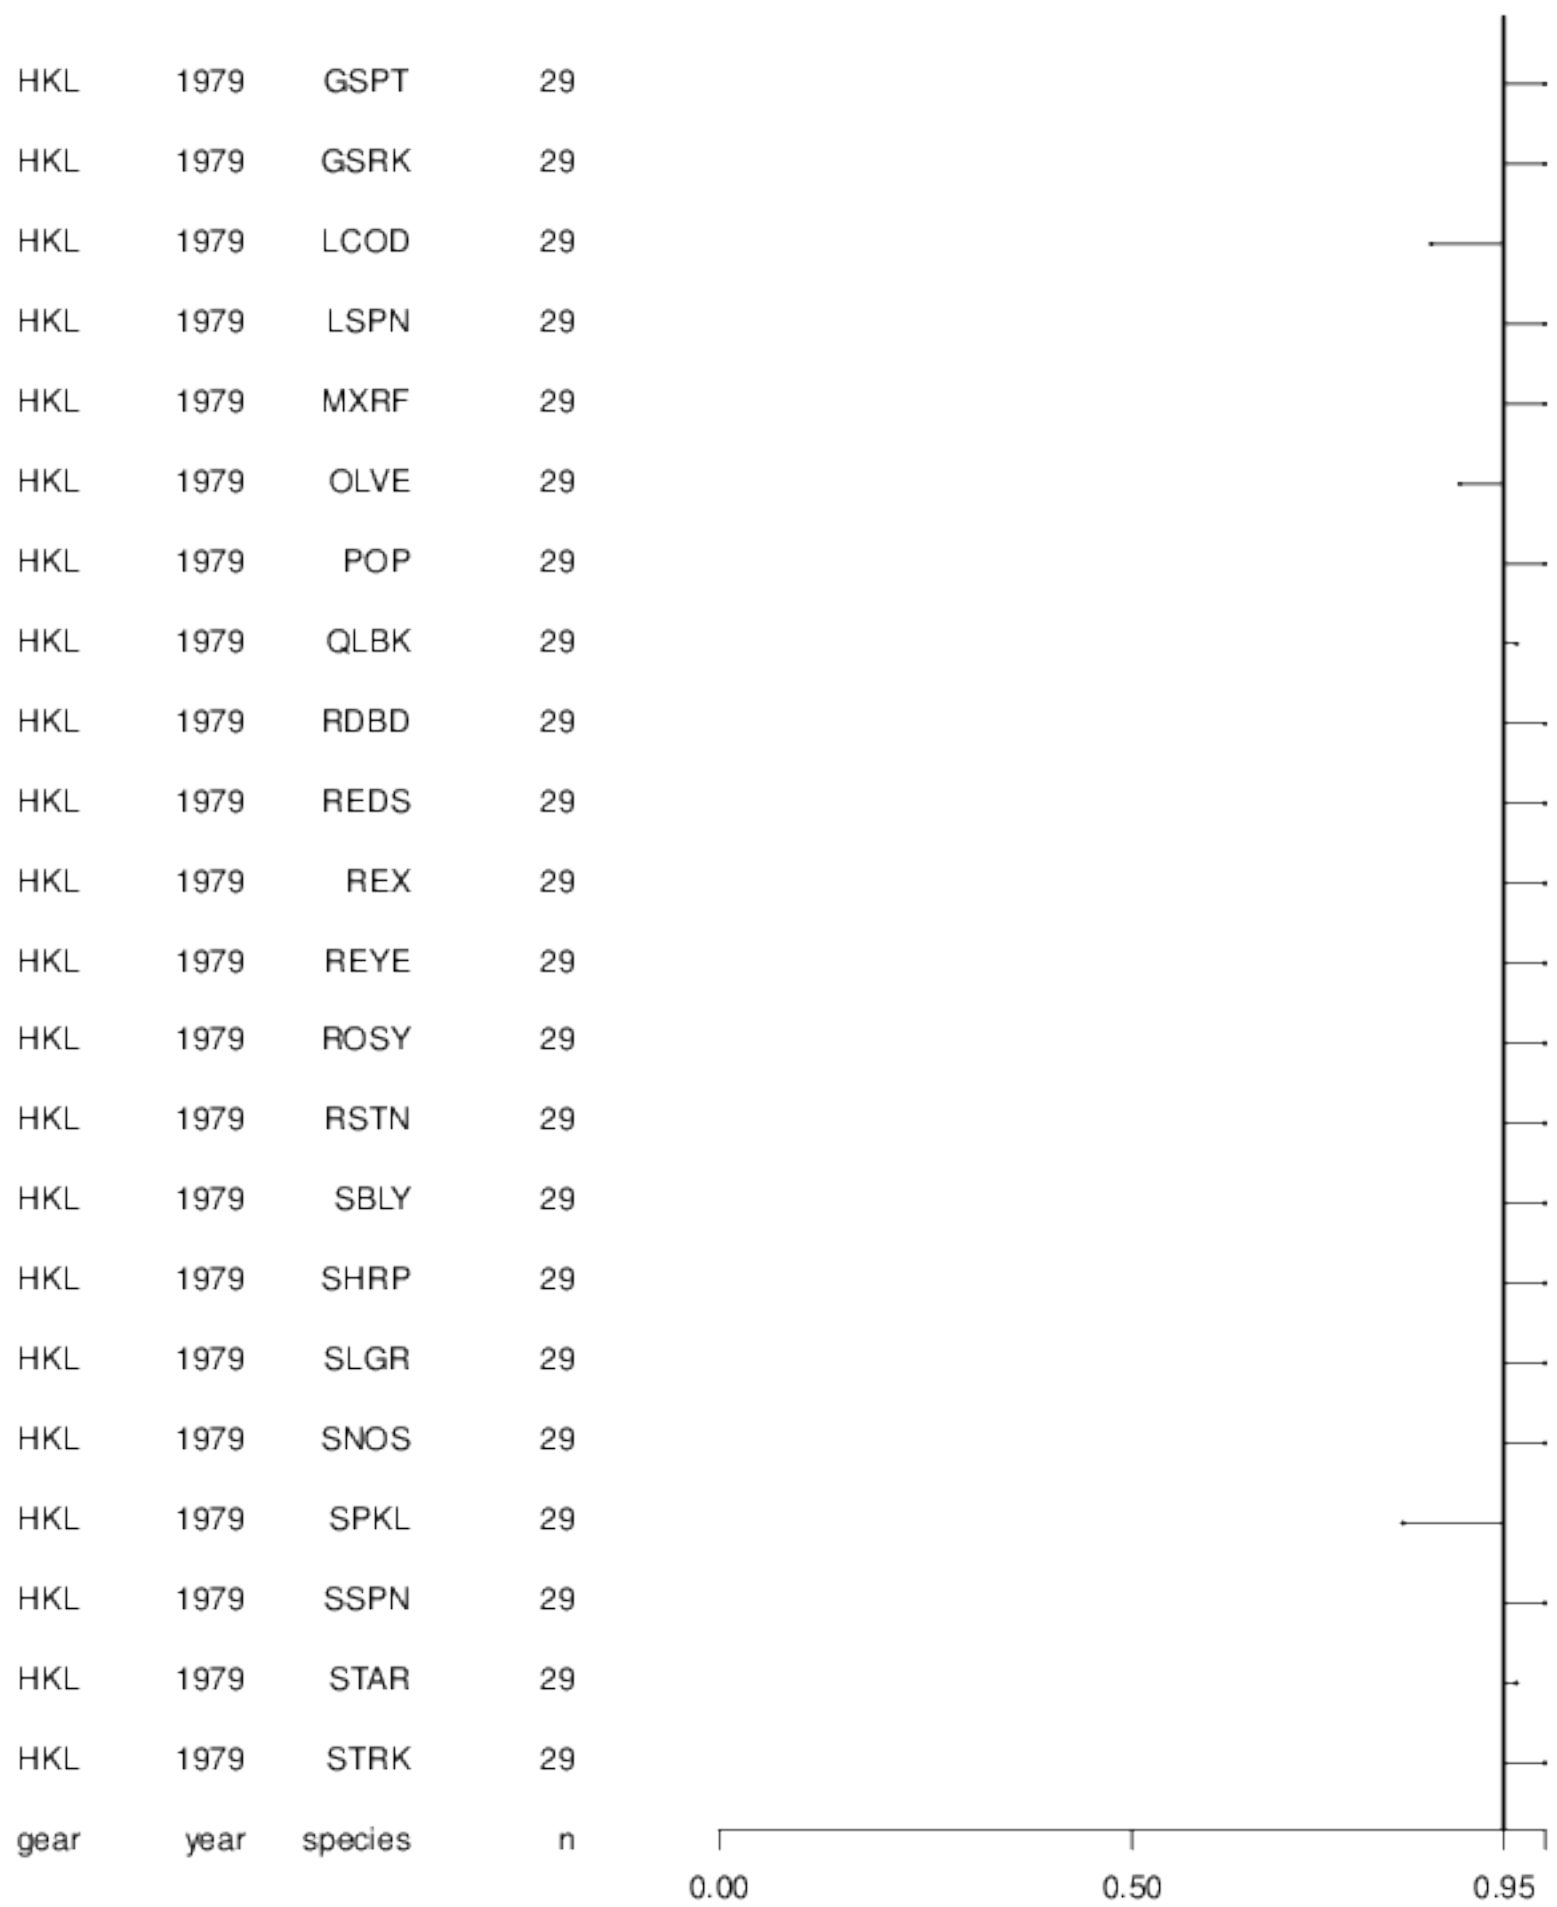 HKL 1979 GSPT 29
HKL 1979 GSRK 29
HKL 1979 LCOD 29
HKL 1979 LSPN 29
HKL 1979 MXRF 29
HKL 1979 OLVE 29
HKL 1979 POP 29
HKL 1979 QLBK 29
HKL 1979 RDBD 29
HKL 1979 REDS 29
HKL 1979 REX 29
HKL 1979 REYE 29
HKL 1979 ROSY 29
HKL 1979 RSTN 29
HKL 1979 SBLY 29
HKL 1979 SHRP 29
HKL 1979 SLGR 29
HKL 1979 SNOS 29
HKL 1979 SPKL 29
HKL 1979 SSPN 29
HKL 1979 STAR 29
HKL 1979 STRK 29
gear year species n
0.00 0.50 0.95